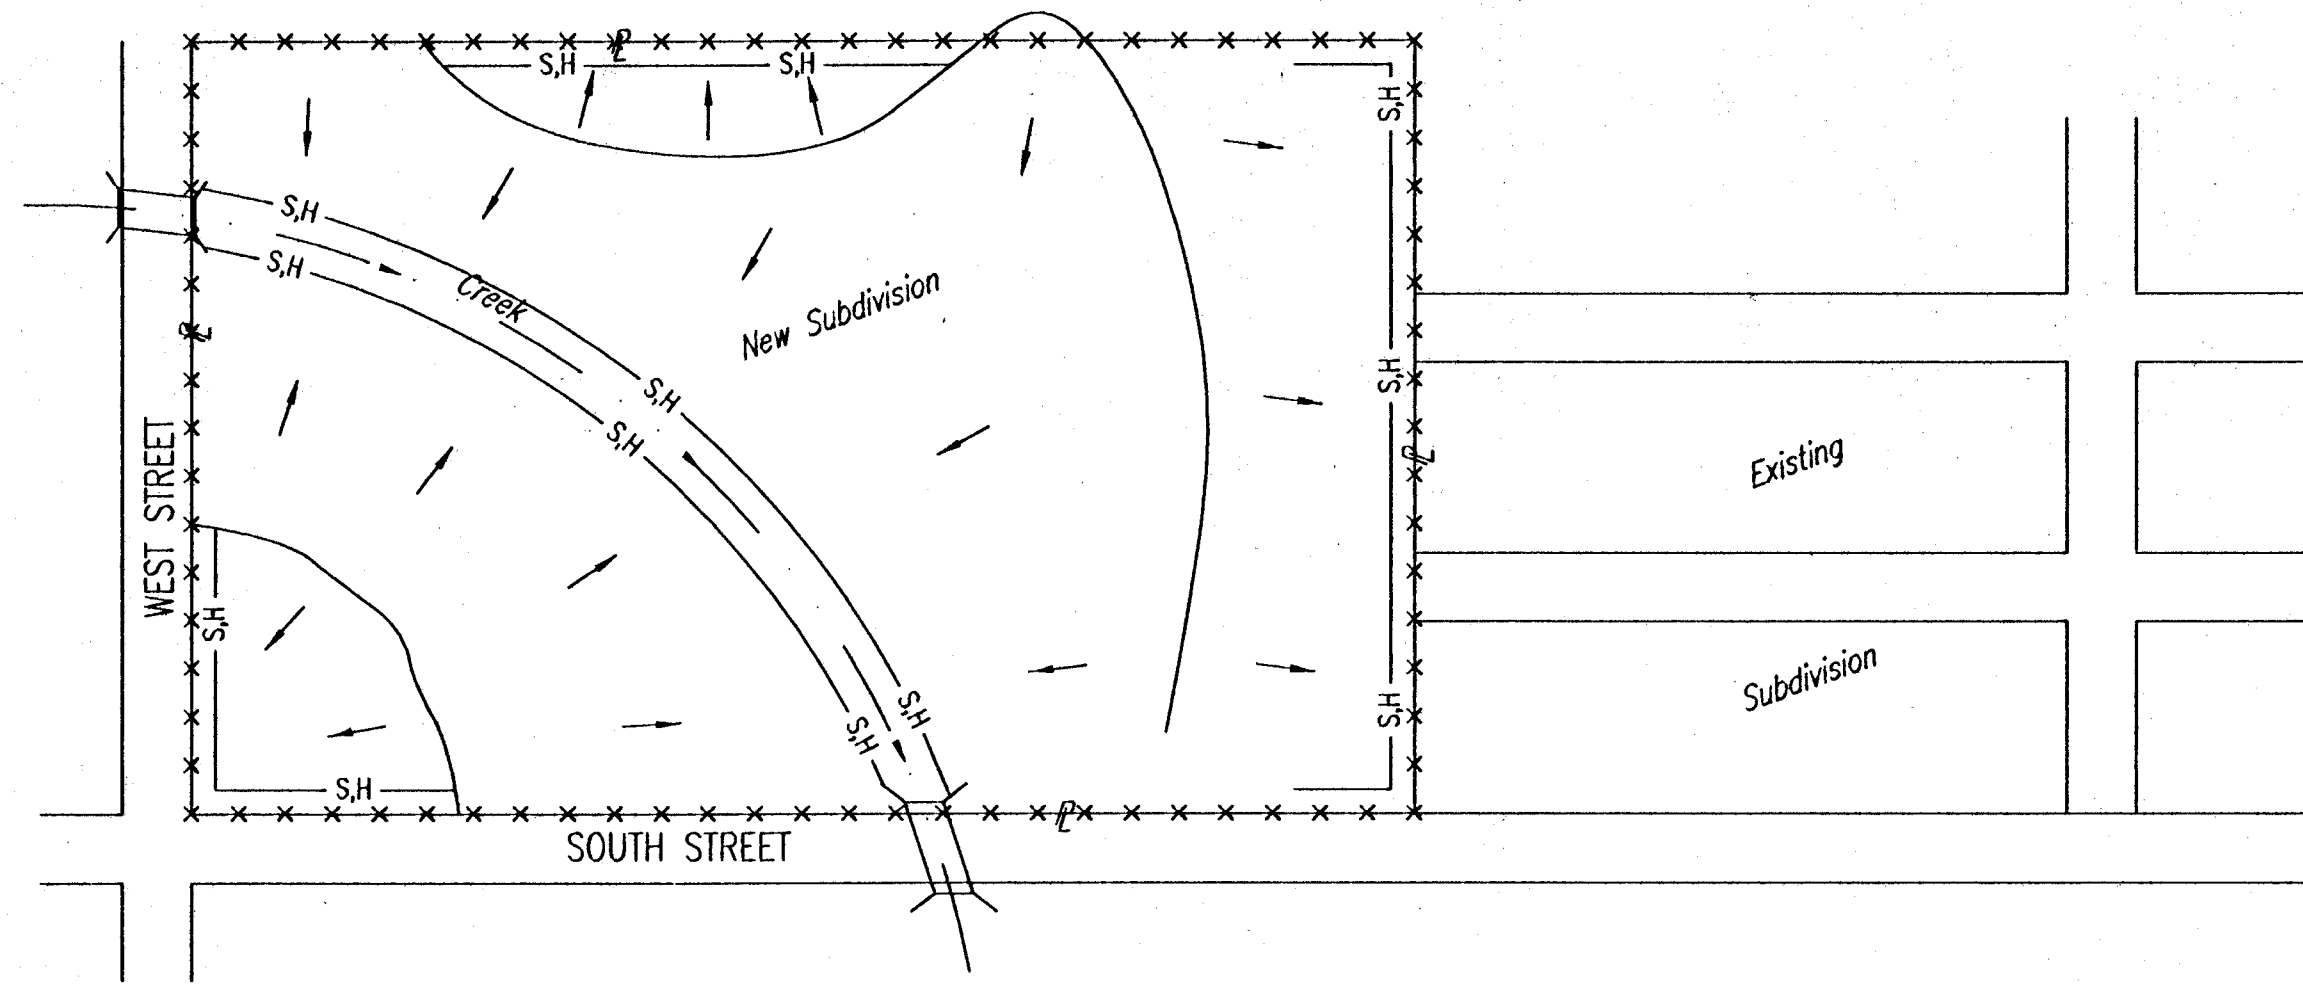 S,H
℄
S,H
S,H
S,H
S,H
Creek
New Subdivision
℄
S,H
S,H
S,H
℄
Existing
WEST STREET
S,H
Subdivision
S,H
S,H
S,H
S,H
℄
SOUTH STREET